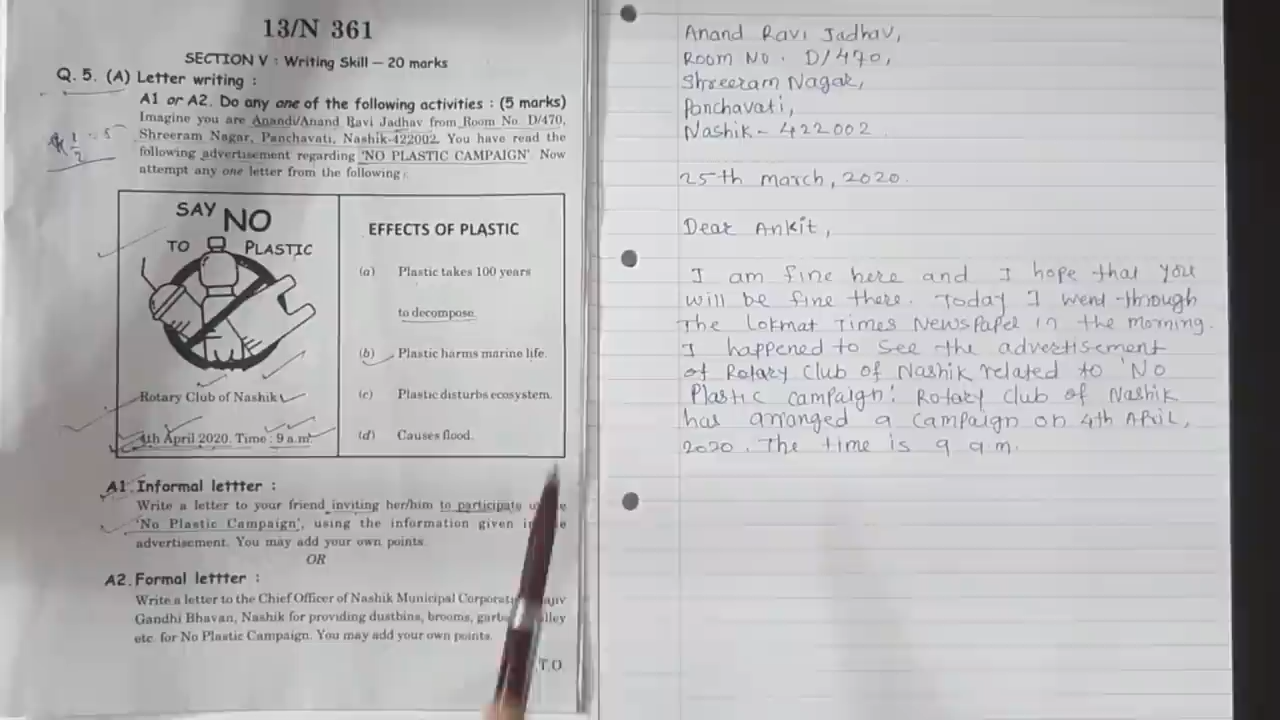 13/N 361
SECTION V : Writing Skill – 20 marks
Q. 5. (A) Letter writing :
A1 or A2. Do any one of the following activities : (5 marks)
Imagine you are Anandi/Anand Ravi Jadhav from Room No. D/470,
Shreeram Nagar, Panchavati, Nashik-422002. You have read the
following advertisement regarding 'NO PLASTIC CAMPAIGN'. Now
attempt any one letter from the following :
SAY NO
TO PLASTIC
Rotary Club of Nashik
4th April 2020. Time : 9 a.m.
EFFECTS OF PLASTIC
(a) Plastic takes 100 years
to decompose.
(b) Plastic harms marine life.
(c) Plastic disturbs ecosystem.
(d) Causes flood.
A1. Informal lettter :
Write a letter to your friend inviting her/him to participate
'No Plastic Campaign', using the information given
advertisement. You may add your own points.
OR
A2. Formal lettter :
Write a letter to the Chief Officer of Nashik Municipal
Gandhi Bhavan, Nashik for providing dustbins, brooms,
etc. for No Plastic Campaign. You may add your own points.
T.O.
Anand Ravi Jadhav,
Room No. D/470,
Shreeram Nagar,
Panchavati,
Nashik - 422002
25th march, 2020.
Dear Ankit,
I am fine here and I hope that you
will be fine there. Today I went through
The Lokmat Times Newspaper in the morning.
I happened to see the advertisement
of Rotary Club of Nashik related to 'No
Plastic campaign.' Rotary club of Nashik
has arranged a campaign on 4th April,
2020. The time is 9 a.m.